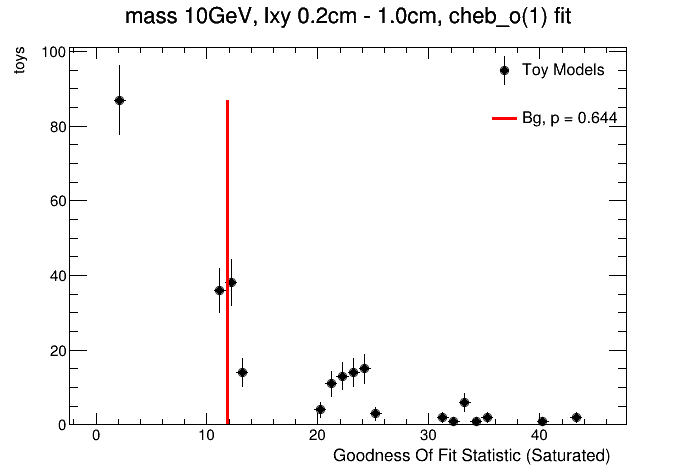 mass 10GeV, lxy 0.2cm - 1.0cm, cheb_o(1) fit
toys
100
80
60
40
20
0
Toy Models
Bg, p = 0.644
0 10 20 30 40
Goodness Of Fit Statistic (Saturated)